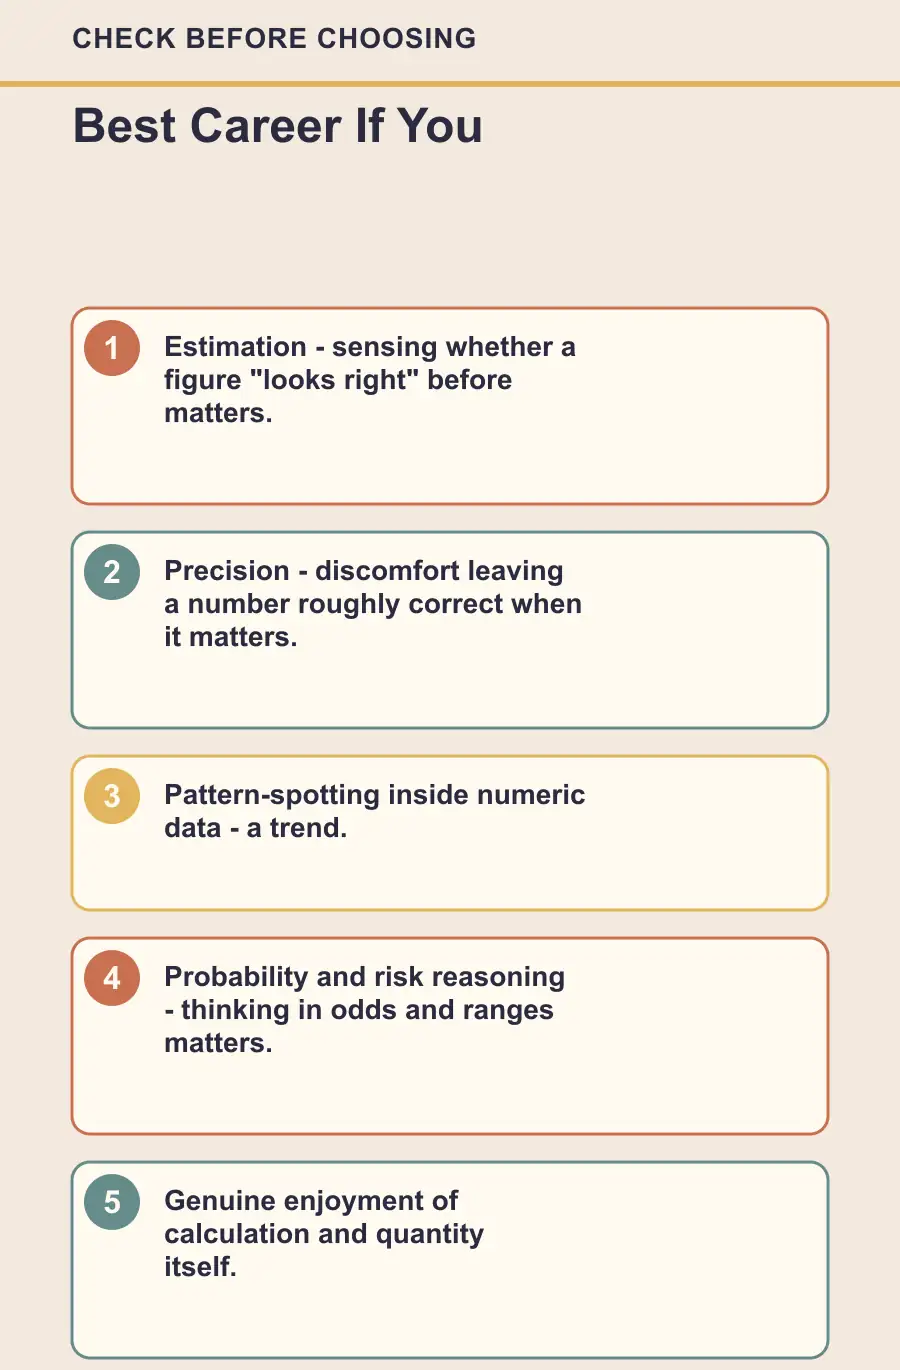 CHECK BEFORE CHOOSING
Best Career If You
1
Estimation - sensing whether a
figure "looks right" before
matters.
2
Precision - discomfort leaving
a number roughly correct when
it matters.
3
Pattern-spotting inside numeric
data - a trend.
4
Probability and risk reasoning
- thinking in odds and ranges
matters.
5
Genuine enjoyment of
calculation and quantity
itself.